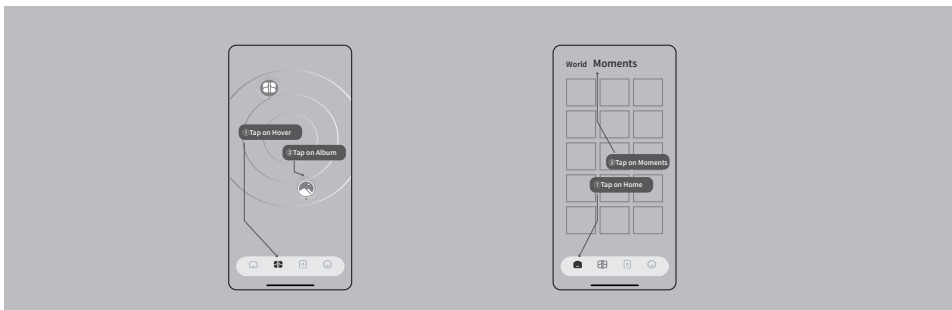 ①Tap on Hover
②Tap on Album
World Moments
②Tap on Moments
①Tap on Home